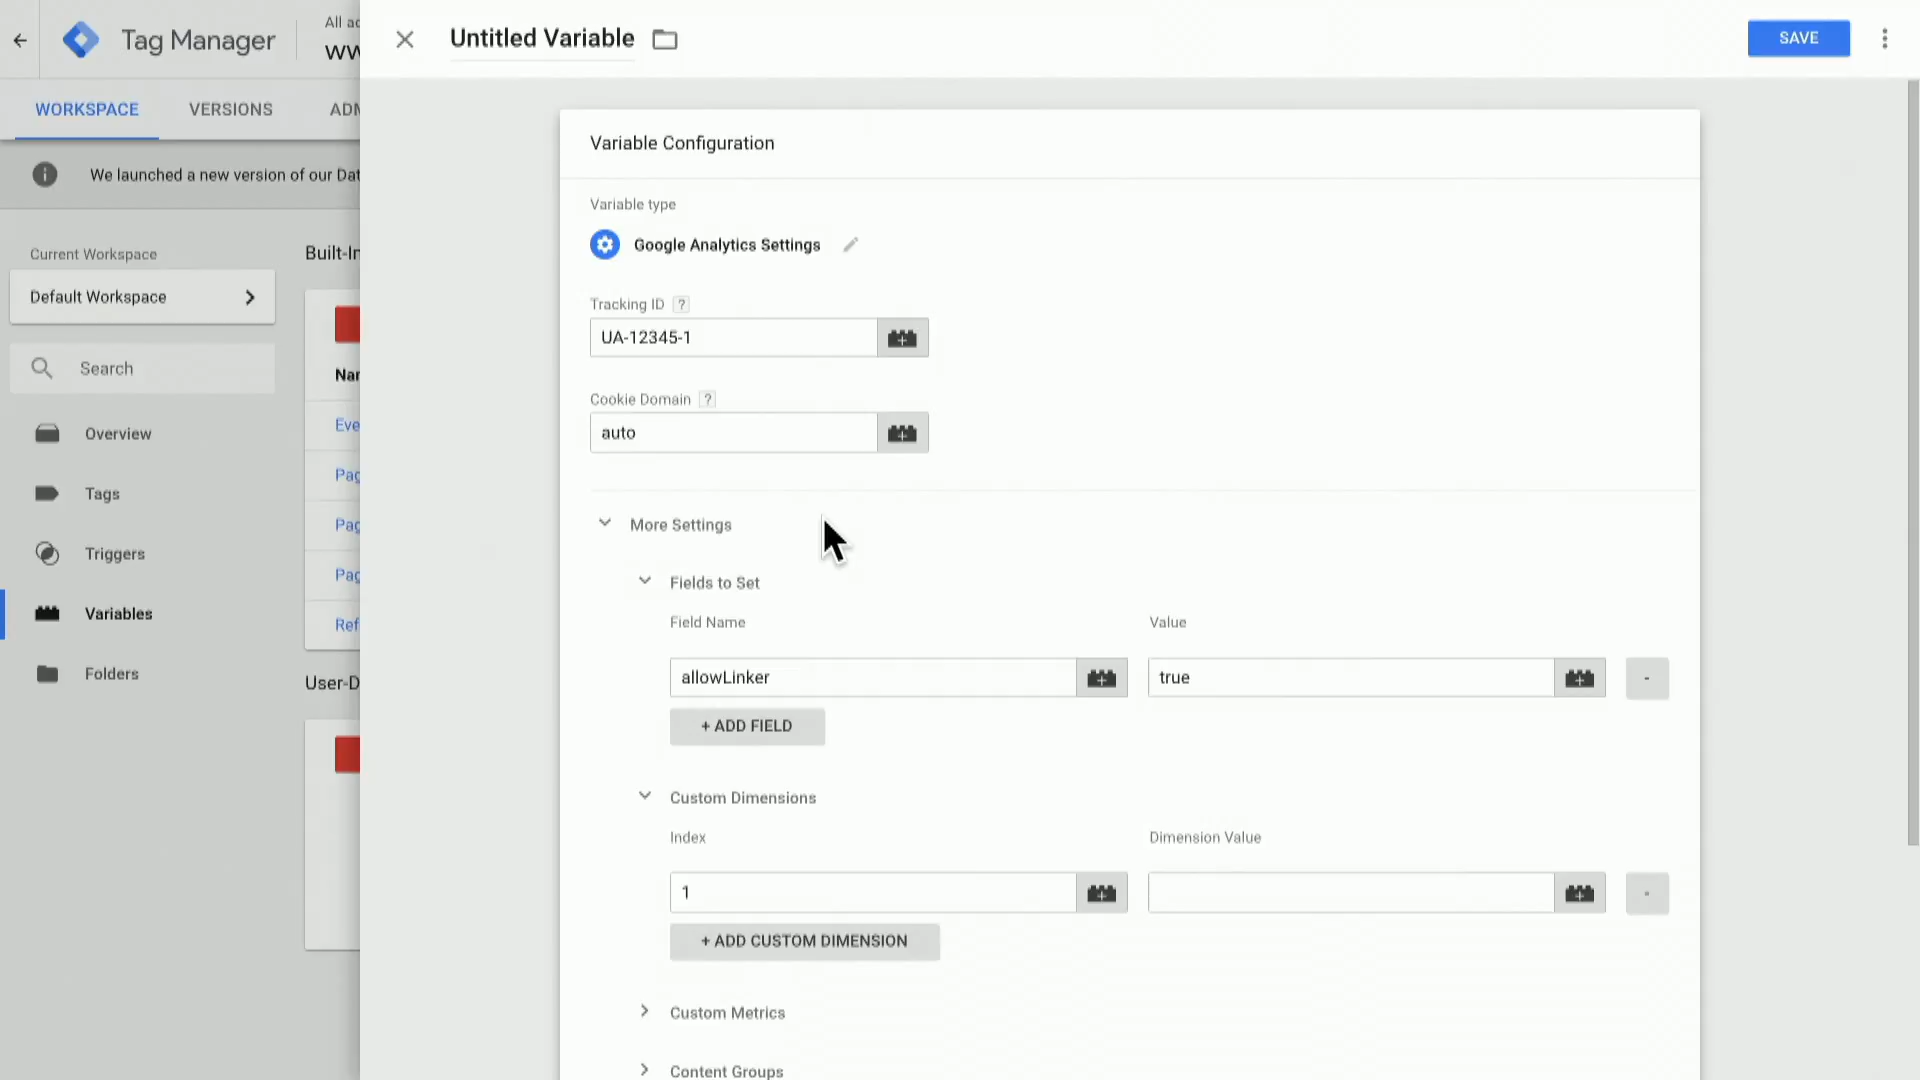 Tag Manager
All ac
WW
Untitled Variable
SAVE
WORKSPACE
VERSIONS
ADM
We launched a new version of our Dat
Current Workspace
Default Workspace
Search
Overview
Tags
Triggers
Variables
Folders
Built-In
Nar
Eve
Pag
Pag
Pag
Ref
User-D
Variable Configuration
Variable type
Google Analytics Settings
Tracking ID ?
UA-12345-1
Cookie Domain ?
auto
More Settings
Fields to Set
Field Name
Value
allowLinker
true
-
+ ADD FIELD
Custom Dimensions
Index
Dimension Value
1
-
+ ADD CUSTOM DIMENSION
Custom Metrics
Content Groups